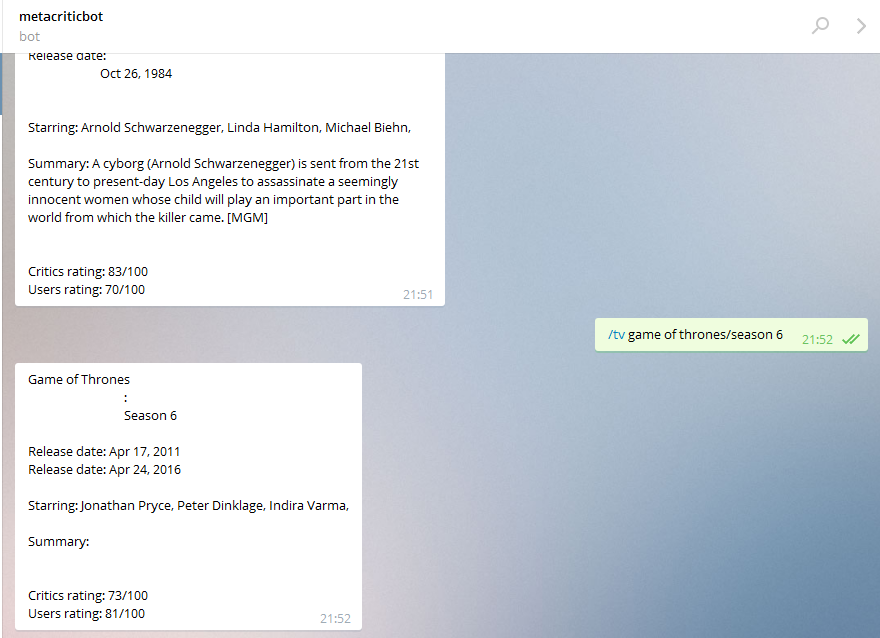 metacriticbot
bot
Release date:
Oct 26, 1984
Starring: Arnold Schwarzenegger, Linda Hamilton, Michael Biehn,
Summary: A cyborg (Arnold Schwarzenegger) is sent from the 21st
century to present-day Los Angeles to assassinate a seemingly
innocent women whose child will play an important part in the
world from which the killer came. [MGM]
Critics rating: 83/100
Users rating: 70/100
21:51
/tv game of thrones/season 6
21:52
Game of Thrones
:
Season 6
Release date: Apr 17, 2011
Release date: Apr 24, 2016
Starring: Jonathan Pryce, Peter Dinklage, Indira Varma,
Summary:
Critics rating: 73/100
Users rating: 81/100
21:52